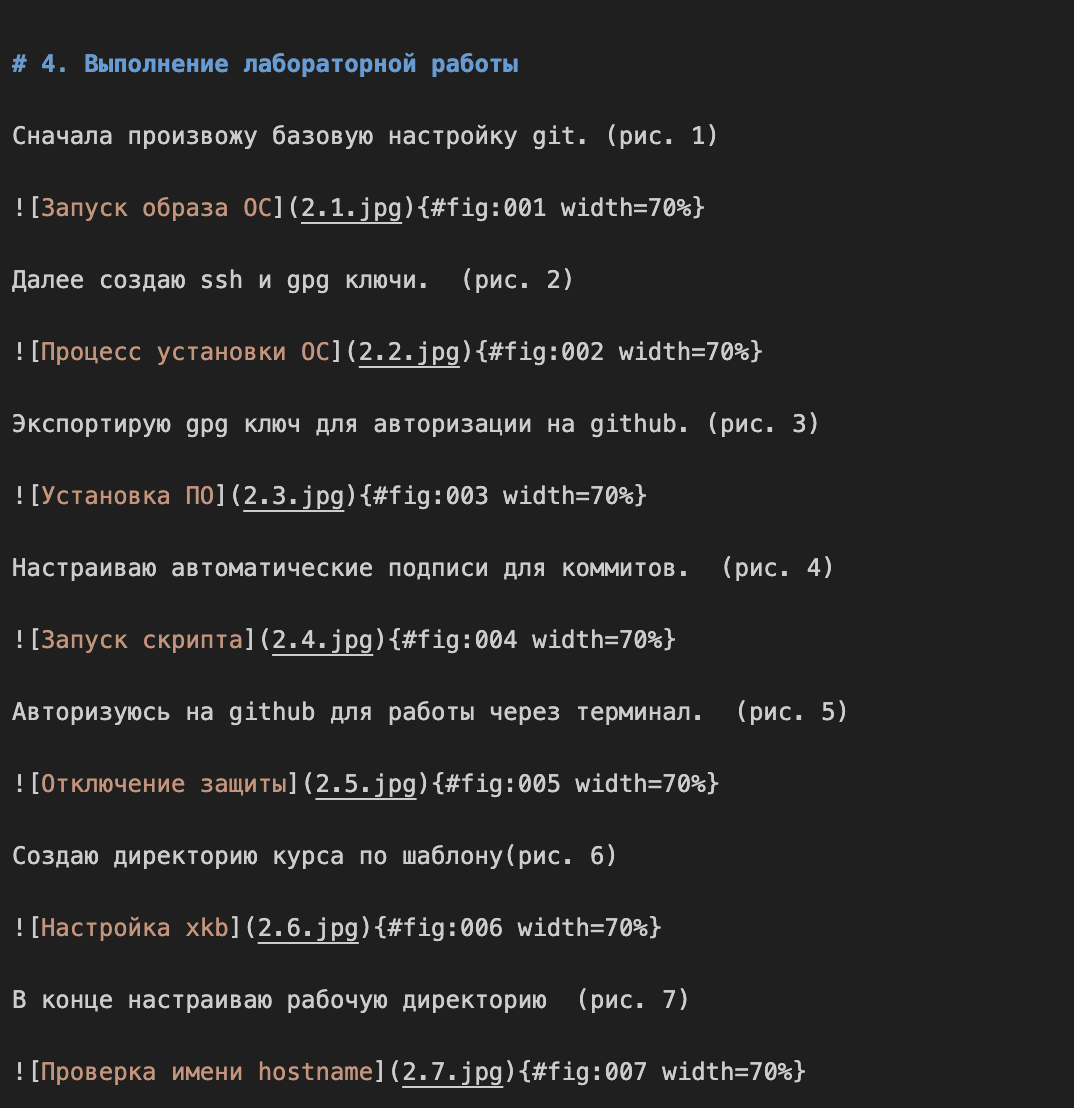 # 4. Выполнение лабораторной работы
Сначала произвожу базовую настройку git. (рис. 1)
![Запуск образа ОС](2.1.jpg){#fig:001 width=70%}
Далее создаю ssh и gpg ключи.  (рис. 2)
![Процесс установки ОС](2.2.jpg){#fig:002 width=70%}
Экспортирую gpg ключ для авторизации на github. (рис. 3)
![Установка ПО](2.3.jpg){#fig:003 width=70%}
Настраиваю автоматические подписи для коммитов.  (рис. 4)
![Запуск скрипта](2.4.jpg){#fig:004 width=70%}
Авторизуюсь на github для работы через терминал.  (рис. 5)
![Отключение защиты](2.5.jpg){#fig:005 width=70%}
Создаю директорию курса по шаблону(рис. 6)
![Настройка xkb](2.6.jpg){#fig:006 width=70%}
В конце настраиваю рабочую директорию  (рис. 7)
![Проверка имени hostname](2.7.jpg){#fig:007 width=70%}